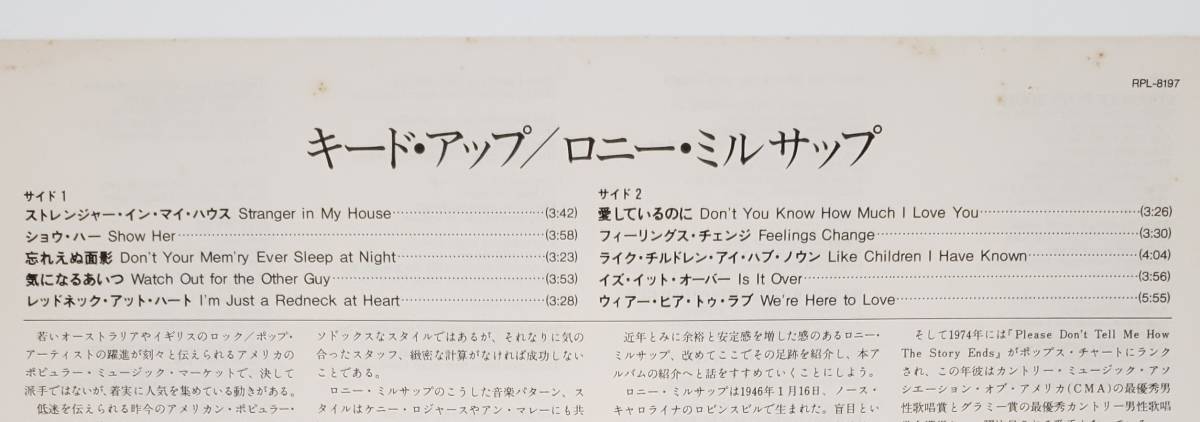 RPL-8197
キード・アップ／ロニー・ミルサップ
サイド 1
ストレンジャー・イン・マイ・ハウス Stranger in My House…(3:42)
ショウ・ハー Show Her…(3:58)
忘れえぬ面影 Don't Your Mem'ry Ever Sleep at Night…(3:23)
気になるあいつ Watch Out for the Other Guy…(3:53)
レッドネック・アット・ハート I'm Just a Redneck at Heart…(3:28)
サイド 2
愛しているのに Don't You Know How Much I Love You…(3:26)
フィーリングス・チェンジ Feelings Change…(3:30)
ライク・チルドレン・アイ・ハブ・ノウン Like Children I Have Known…(4:04)
イズ・イット・オーバー Is It Over…(3:56)
ウィアー・ヒア・トゥ・ラブ We're Here to Love…(5:55)
若いオーストラリアやイギリスのロック／ポップ・
アーティストの躍進が刻々と伝えられるアメリカの
ポピュラー・ミュージック・マーケットで、決して
派手ではないが、着実に人気を集めている動きがある。
低迷を伝えられる昨今のアメリカン・ポピュラー・
ソドックスなスタイルではあるが、それなりに気の
合ったスタッフ、緻密な計算がなければ成功しない
ことである。
ロニー・ミルサップのこうした音楽パターン、ス
タイルはケニー・ロジャースやアン・マレーにも共
近年とみに余裕と安定感を増した感のあるロニー・
ミルサップ、改めてここでその足跡を紹介し、本ア
ルバムの紹介へと話をすすめていくことにしよう。
ロニー・ミルサップは1946年1月16日、ノース・
キャロライナのロビンスビルで生まれた。盲目とい
そして1974年には「Please Don't Tell Me How
The Story Ends』がポップス・チャートにランク
され、この年彼はカントリー・ミュージック・アソ
シエーション・オブ・アメリカ(CMA)の最優秀男
性歌唱賞とグラミー賞の最優秀カントリー男性歌唱